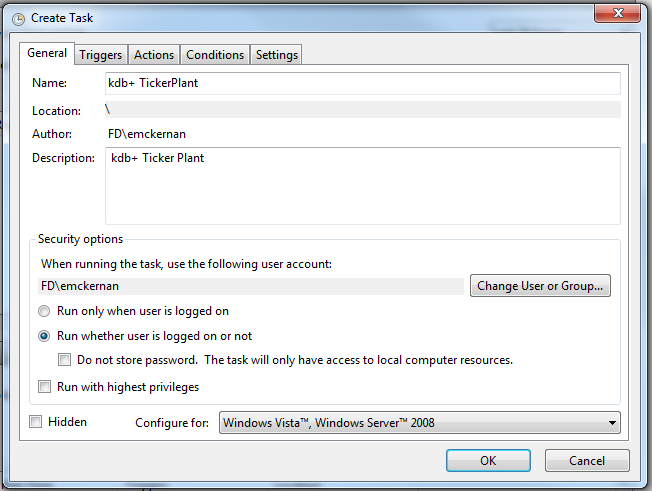 Create Task
General Triggers Actions Conditions Settings
Name: kdb+ TickerPlant
Location: \
Author: FD\emckernan
Description: kdb+ Ticker Plant
Security options
When running the task, use the following user account:
FD\emckernan Change User or Group...
Run only when user is logged on
Run whether user is logged on or not
Do not store password. The task will only have access to local computer resources.
Run with highest privileges
Hidden Configure for: Windows Vista™, Windows Server™ 2008
OK Cancel